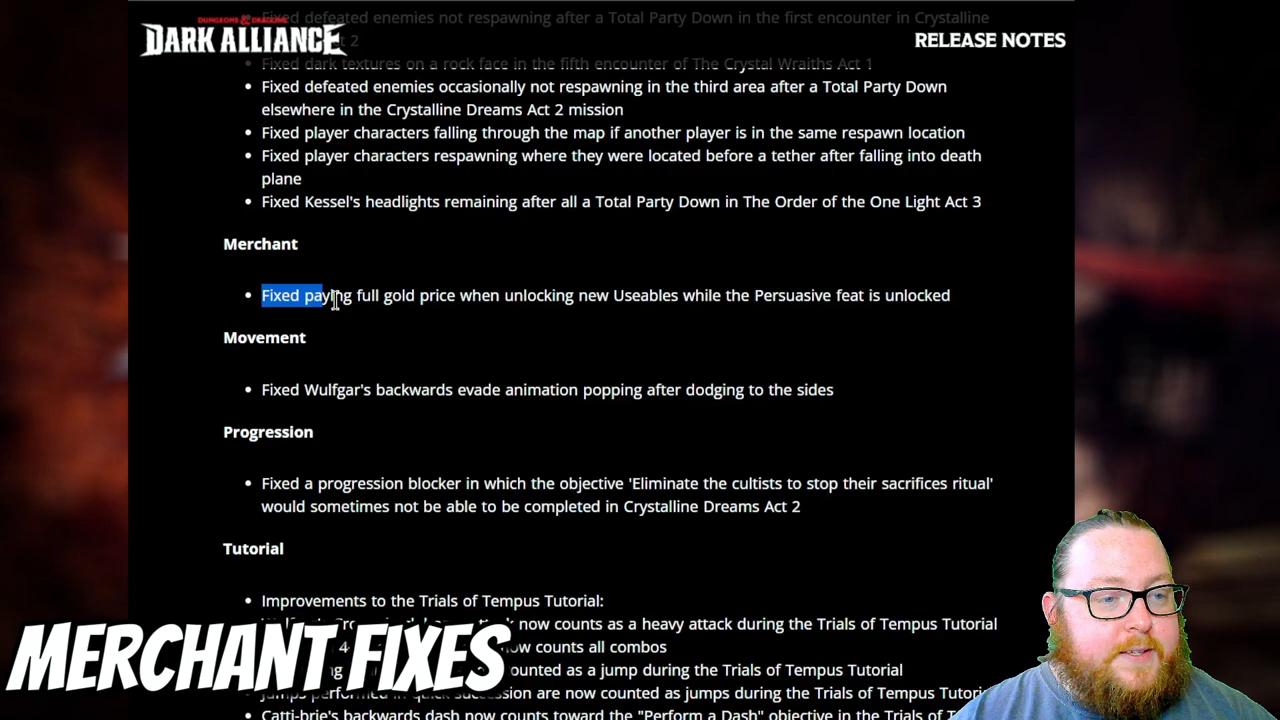 Fixed defeated enemies not respawning after a Total Party Down in the first encounter in Crystalline
DUNGEONS & DRAGONS
DARK ALLIANCE
RELEASE NOTES
t 2
Fixed dark textures on a rock face in the fifth encounter of The Crystal Wraiths Act 1
• Fixed defeated enemies occasionally not respawning in the third area after a Total Party Down
elsewhere in the Crystalline Dreams Act 2 mission
• Fixed player characters falling through the map if another player is in the same respawn location
• Fixed player characters respawning where they were located before a tether after falling into death
plane
• Fixed Kessel's headlights remaining after all a Total Party Down in The Order of the One Light Act 3
Merchant
• Fixed paying full gold price when unlocking new Useables while the Persuasive feat is unlocked
Movement
• Fixed Wulfgar's backwards evade animation popping after dodging to the sides
Progression
• Fixed a progression blocker in which the objective 'Eliminate the cultists to stop their sacrifices ritual'
would sometimes not be able to be completed in Crystalline Dreams Act 2
Tutorial
• Improvements to the Trials of Tempus Tutorial:
now counts as a heavy attack during the Trials of Tempus Tutorial
4 now counts all combos
counted as a jump during the Trials of Tempus Tutorial
• Jumps performed in quick succession are now counted as jumps during the Trials of Tempus
• Catti-brie's backwards dash now counts toward the "Perform a Dash" objective in the Trials of
MERCHANT FIXES